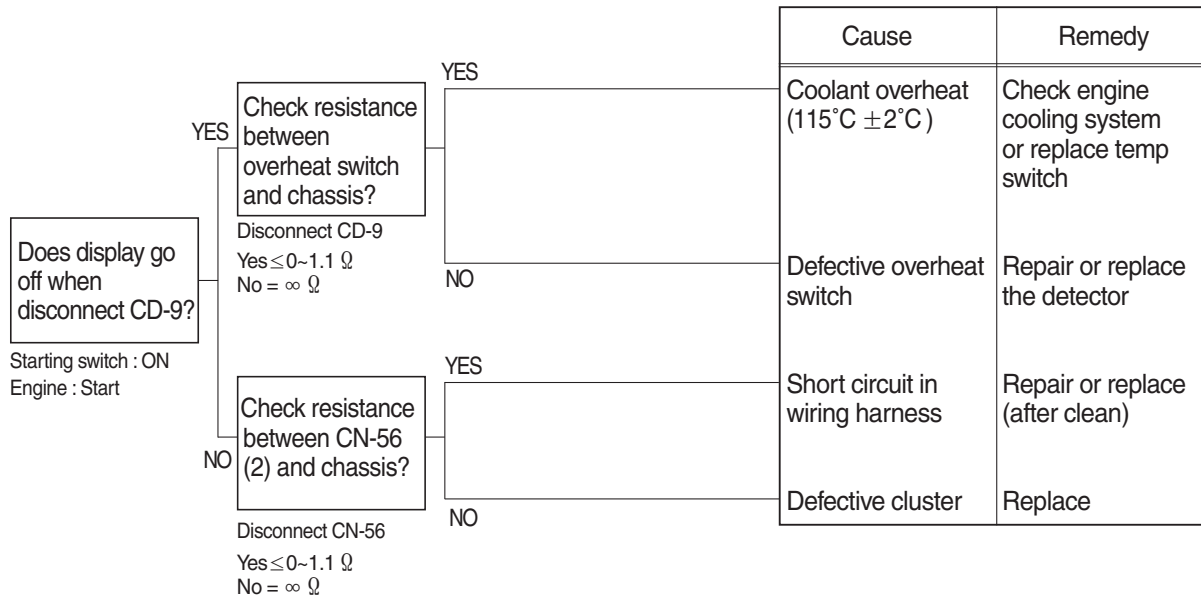 Does display go
off when
disconnect CD-9?
Starting switch : ON
Engine : Start
YES
Check resistance
between
overheat switch
and chassis?
Disconnect CD-9
Yes≤0~1.1 Ω
No = ∞ Ω
NO
Check resistance
between CN-56
(2) and chassis?
Disconnect CN-56
Yes≤0~1.1 Ω
No = ∞ Ω
YES
NO
YES
NO
Cause
Remedy
Coolant overheat
(115˚C ±2˚C )
Check engine
cooling system
or replace temp
switch
Defective overheat
switch
Repair or replace
the detector
Short circuit in
wiring harness
Repair or replace
(after clean)
Defective cluster
Replace